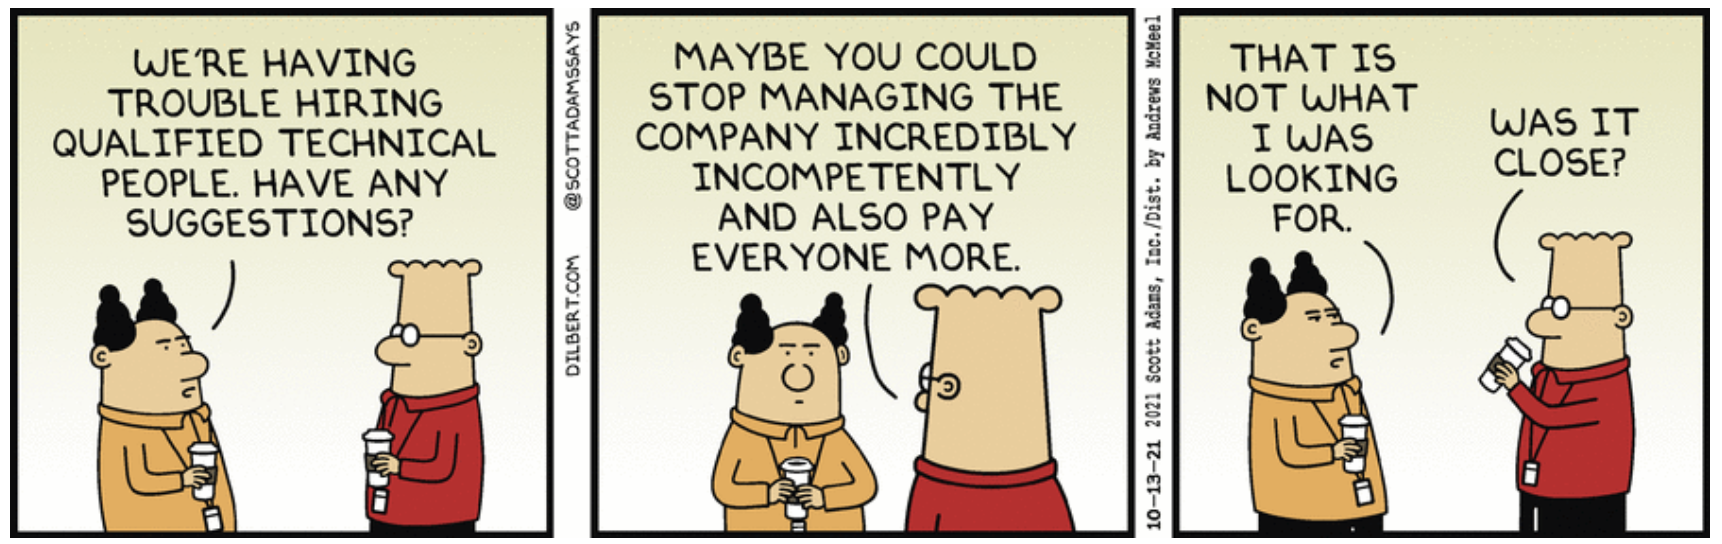 WE'RE HAVING
TROUBLE HIRING
QUALIFIED TECHNICAL
PEOPLE. HAVE ANY
SUGGESTIONS?
DILBERT.COM @SCOTTADAMSSAYS
MAYBE YOU COULD
STOP MANAGING THE
COMPANY INCREDIBLY
INCOMPETENTLY
AND ALSO PAY
EVERYONE MORE.
10-13-21 2021 Scott Adams, Inc./Dist. by Andrews McMeel
THAT IS
NOT WHAT
I WAS
LOOKING
FOR.
WAS IT
CLOSE?